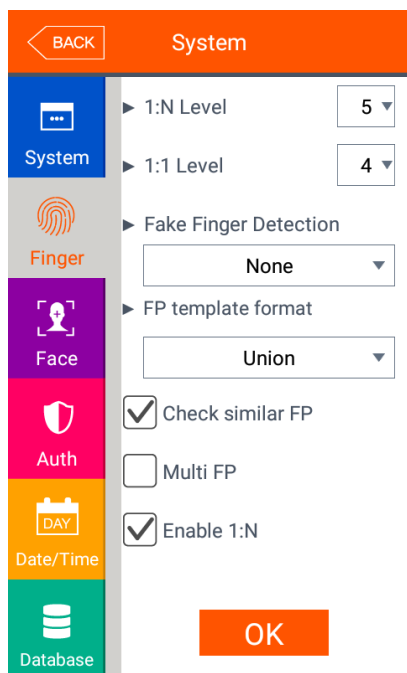 BACK
System
System
Finger
Face
Auth
DAY
Date/Time
Database
► 1:N Level
5
► 1:1 Level
4
► Fake Finger Detection
None
► FP template format
Union
Check similar FP
Multi FP
Enable 1:N
OK